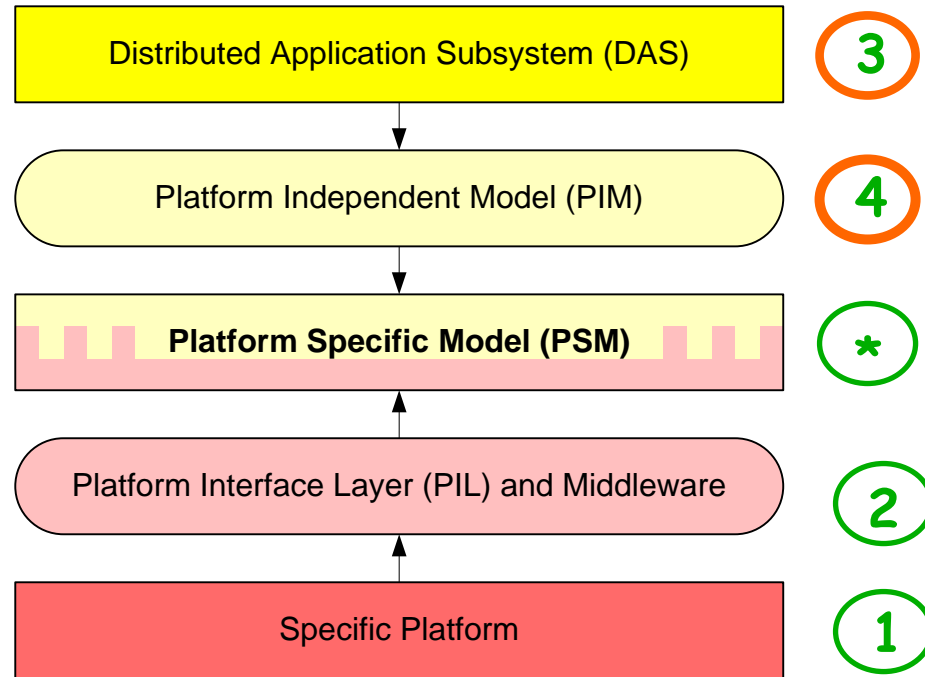 Distributed Application Subsystem (DAS)
3
Platform Independent Model (PIM)
4
Platform Specific Model (PSM)
*
Platform Interface Layer (PIL) and Middleware
2
Specific Platform
1